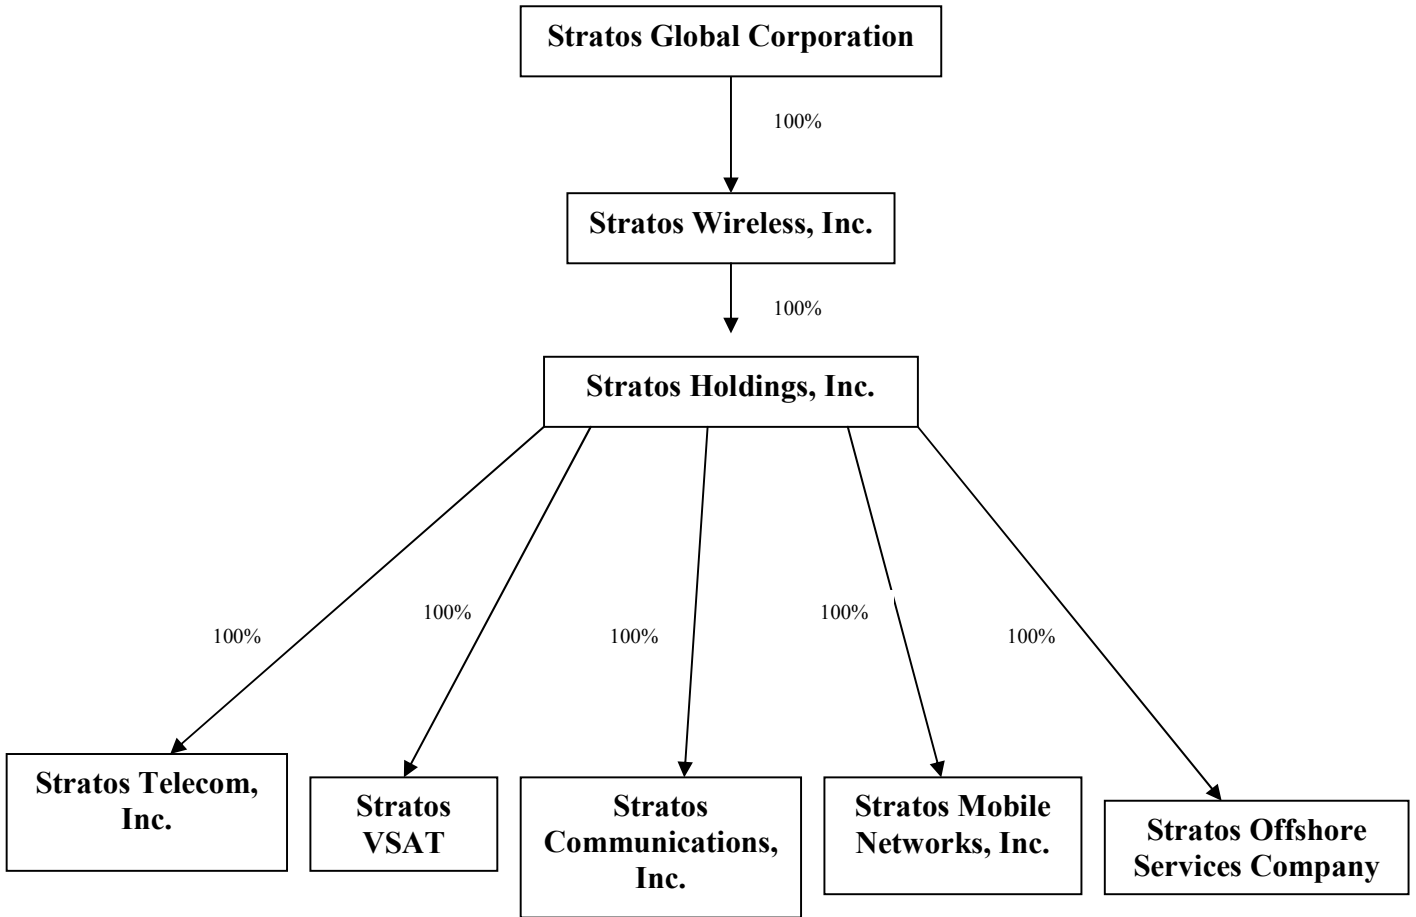 Stratos Global Corporation
100%
Stratos Wireless, Inc.
100%
Stratos Holdings, Inc.
100%
100%
100%
100%
100%
Stratos Telecom,
Inc.
Stratos
VSAT
Stratos
Communications,
Inc.
Stratos Mobile
Networks, Inc.
Stratos Offshore
Services Company